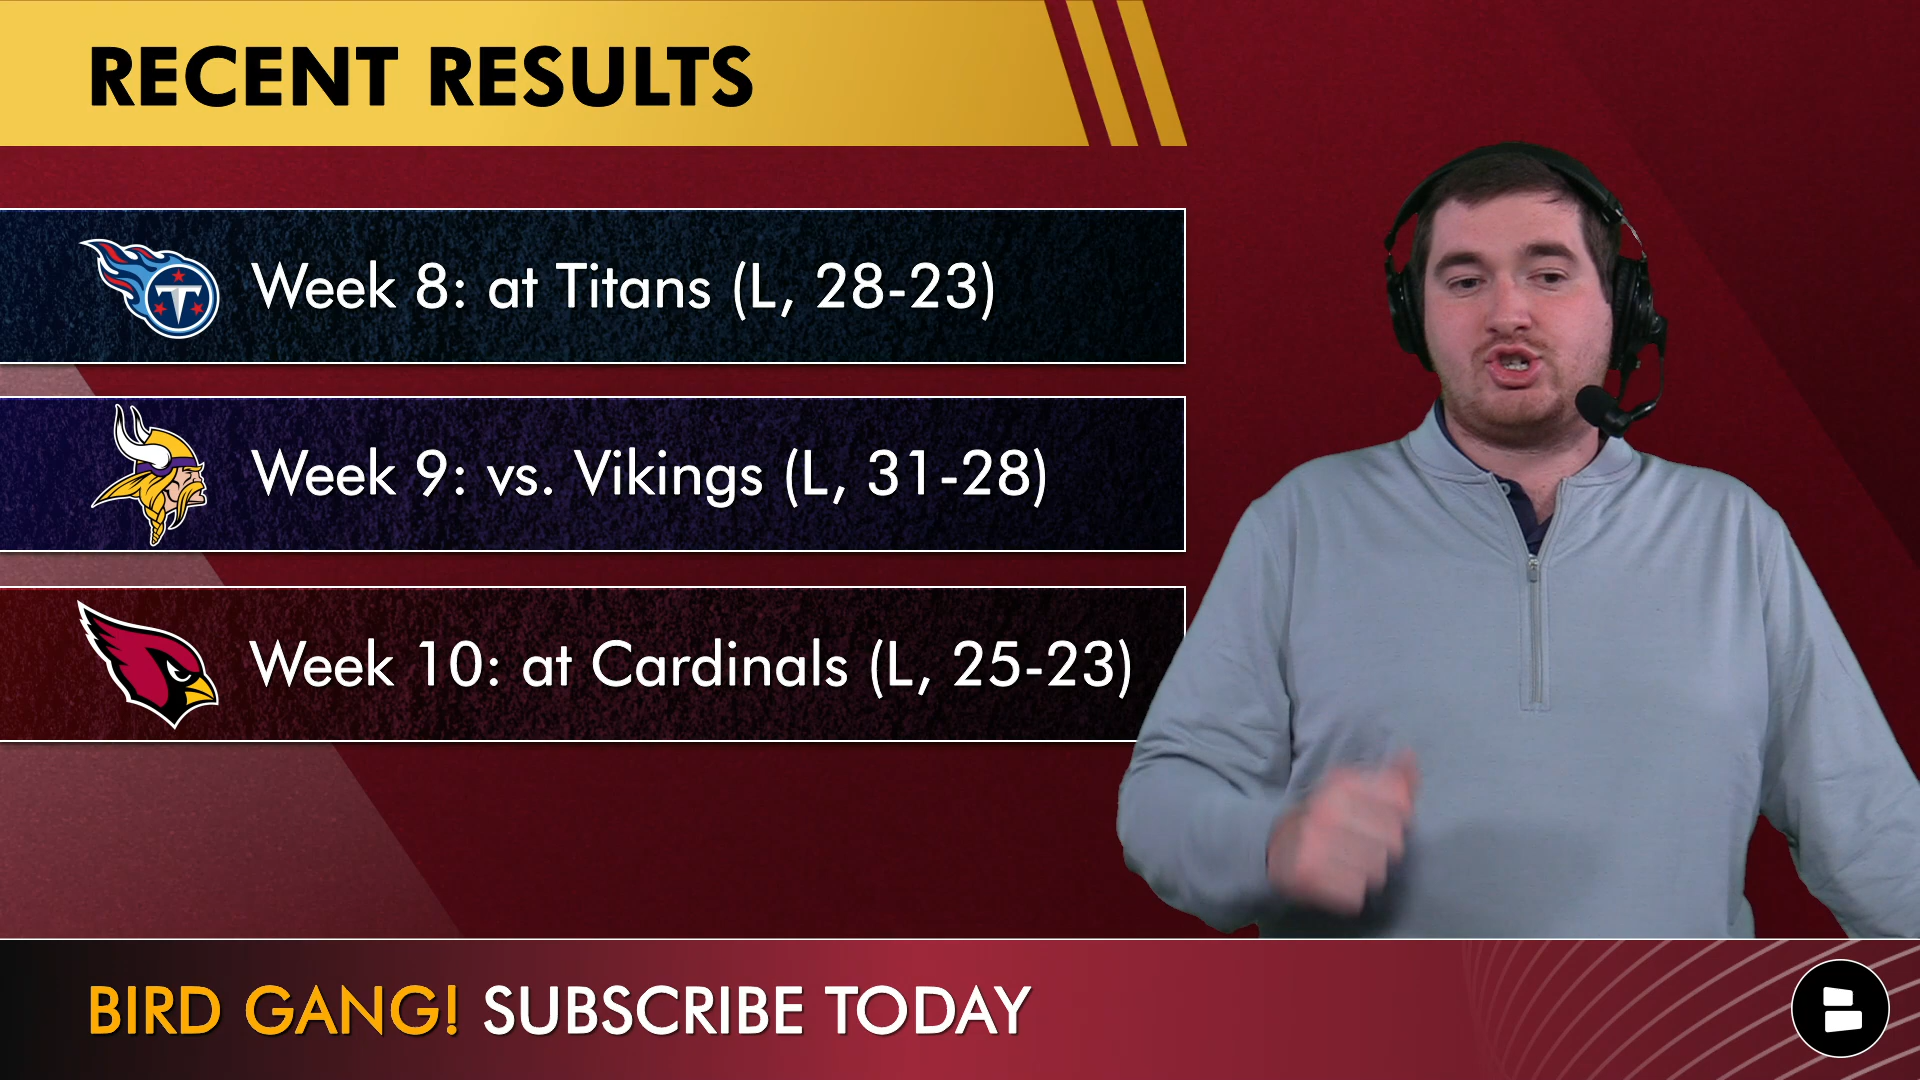 RECENT RESULTS
Week 8: at Titans (L, 28-23)
Week 9: vs. Vikings (L, 31-28)
Week 10: at Cardinals (L, 25-23)
BIRD GANG! SUBSCRIBE TODAY